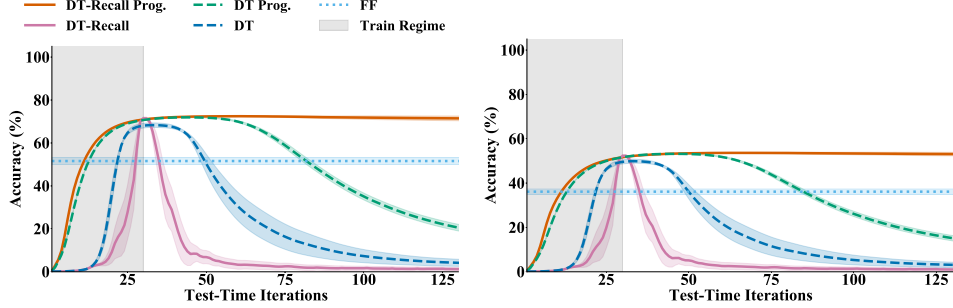 DT-Recall Prog. DT Prog. FF
DT-Recall DT Train Regime
100
80
60
40
20
0
25 50 75 100 125
Accuracy (%)
Test-Time Iterations
100
80
60
40
20
0
25 50 75 100 125
Accuracy (%)
Test-Time Iterations